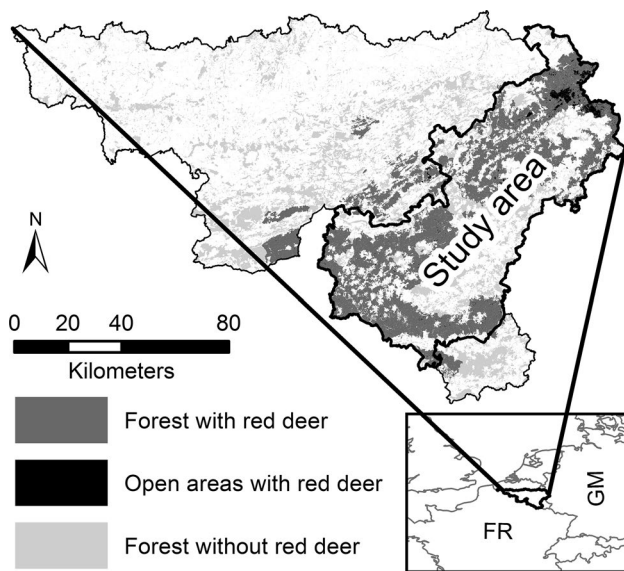 Study area
N
0 20 40 80
Kilometers
Forest with red deer
Open areas with red deer
Forest without red deer
FR
GM